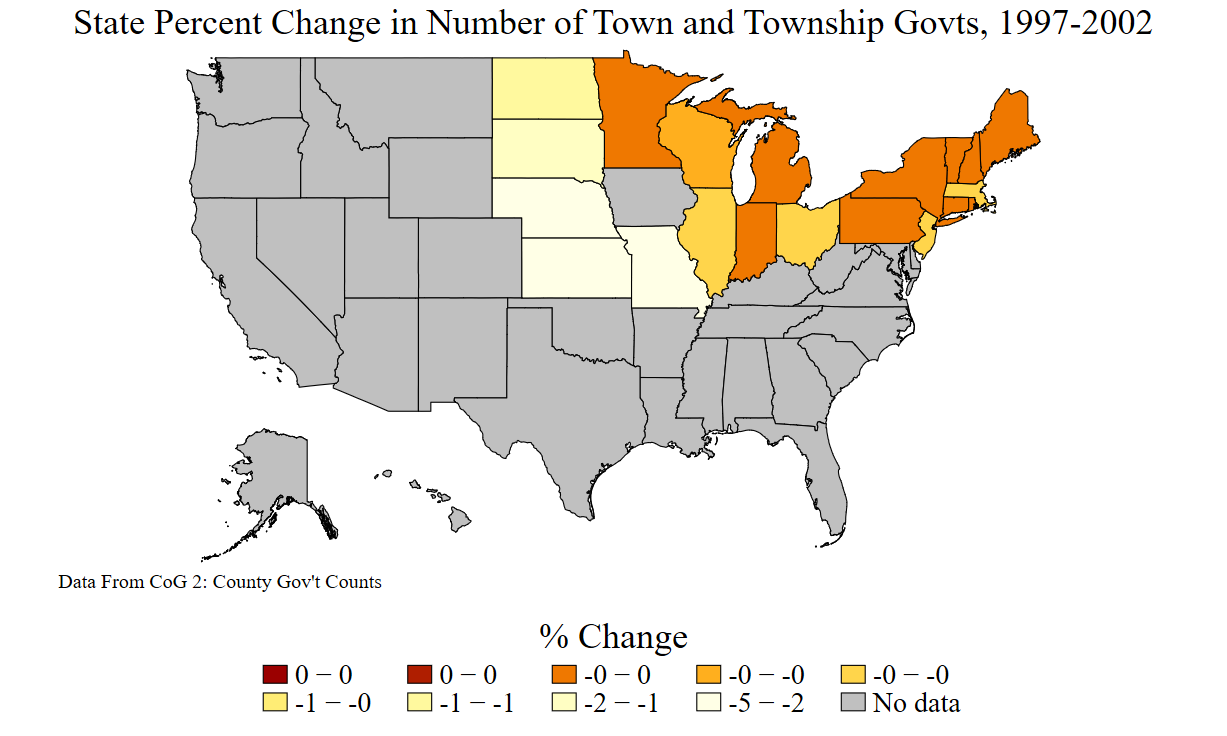 State Percent Change in Number of Town and Township Govts, 1997-2002
Data From CoG 2: County Gov't Counts
% Change
0 − 0 0 − 0 -0 − 0 -0 − -0 -0 − -0
-1 − -0 -1 − -1 -2 − -1 -5 − -2 No data